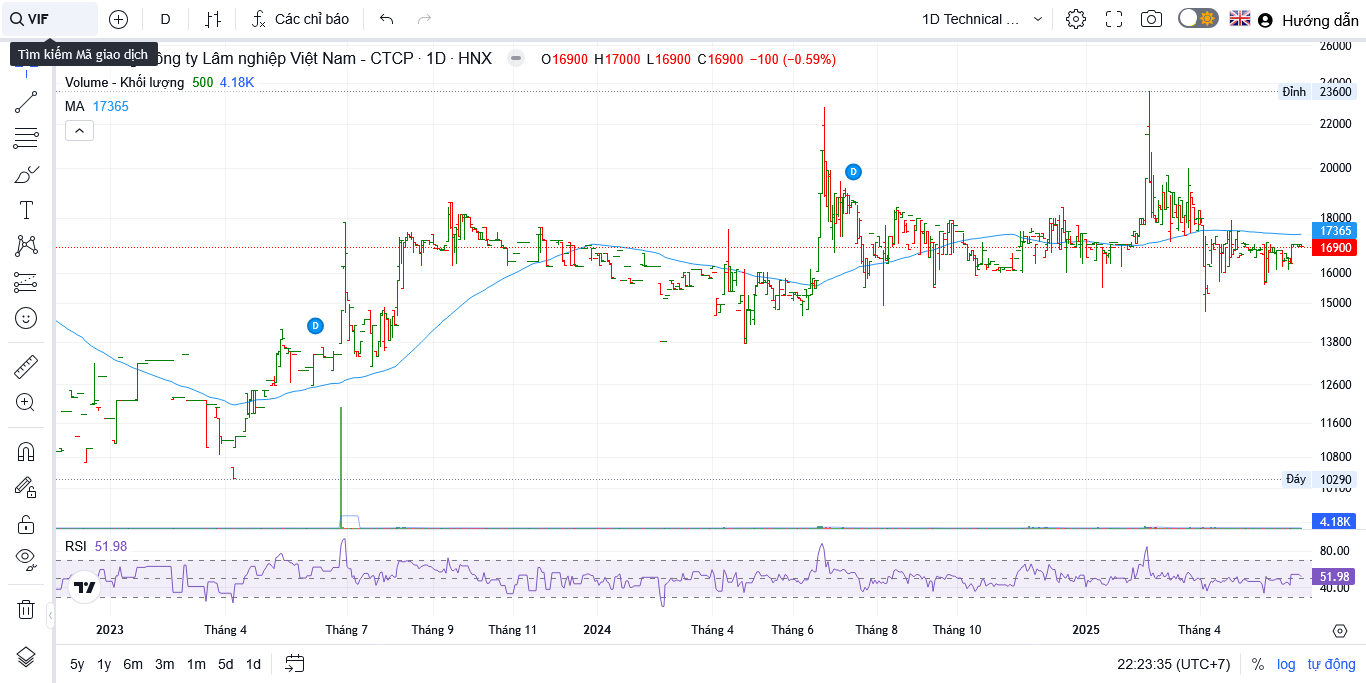 VIF
D
Các chỉ báo
1D Technical ...
Hướng dẫn
Tìm kiếm Mã giao dịch
ông ty Lâm nghiệp Việt Nam - CTCP · 1D · HNX
O16900 H17000 L16900 C16900 −100 (−0.59%)
Volume - Khối lượng 500 4.18K
MA 17365
26000
24000
Đỉnh 23600
22000
20000
18000
17365
16900
16000
15000
13800
12600
11600
10800
Đáy 10290
4.18K
D
D
RSI 51.98
80.00
51.98
40.00
2023 Tháng 4 Tháng 7 Tháng 9 Tháng 11 2024 Tháng 4 Tháng 6 Tháng 8 Tháng 10 2025 Tháng 4
5y 1y 6m 3m 1m 5d 1d
22:23:35 (UTC+7) % log tự động